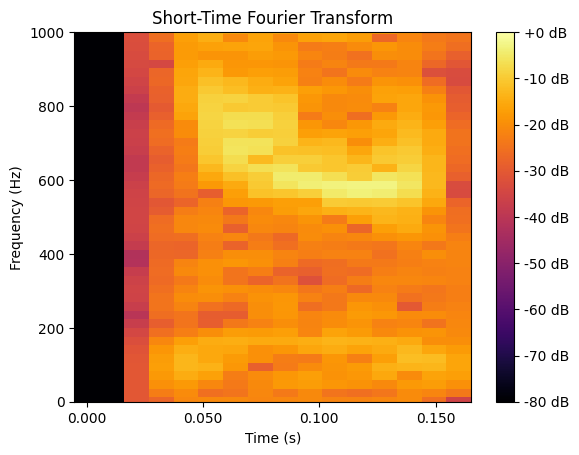 Short-Time Fourier Transform
1000
800
600
400
200
0
Frequency (Hz)
0.000
0.050
0.100
0.150
Time (s)
+0 dB
-10 dB
-20 dB
-30 dB
-40 dB
-50 dB
-60 dB
-70 dB
-80 dB